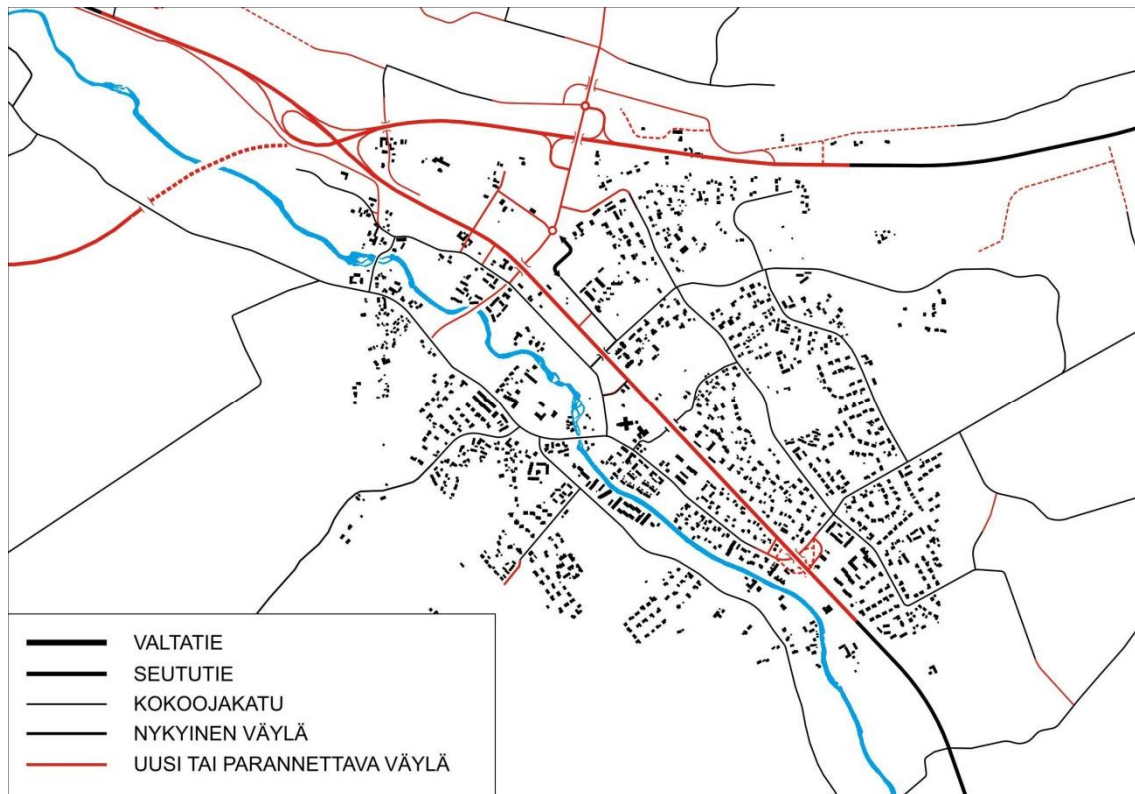 VALTATIE
SEUTUTIE
KOKOOJAKATU
NYKYINEN VÄYLÄ
UUSI TAI PARANNETTAVA VÄYLÄ